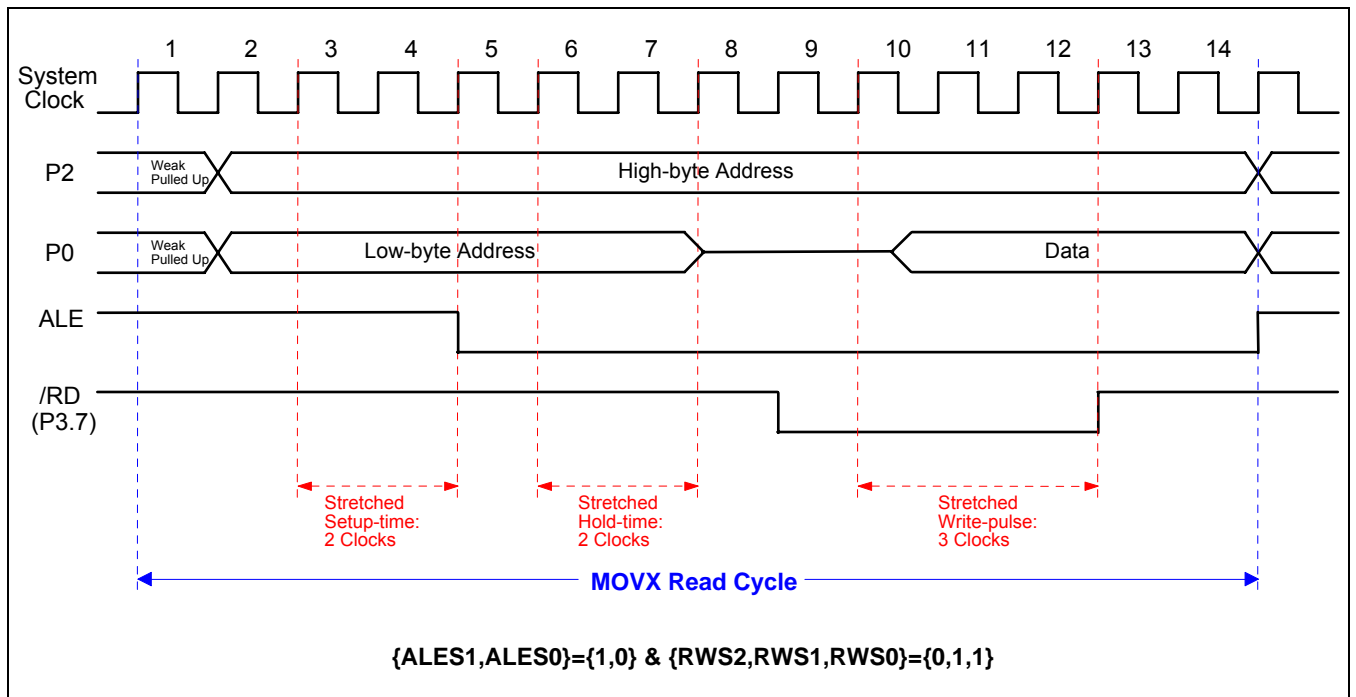 1 2 3 4 5 6 7 8 9 10 11 12 13 14
System
Clock
P2
Weak
Pulled Up
High-byte Address
P0
Weak
Pulled Up
Low-byte Address
Data
ALE
/RD
(P3.7)
Stretched
Setup-time:
2 Clocks
Stretched
Hold-time:
2 Clocks
Stretched
Write-pulse:
3 Clocks
MOVX Read Cycle
{ALES1,ALES0}={1,0} & {RWS2,RWS1,RWS0}={0,1,1}